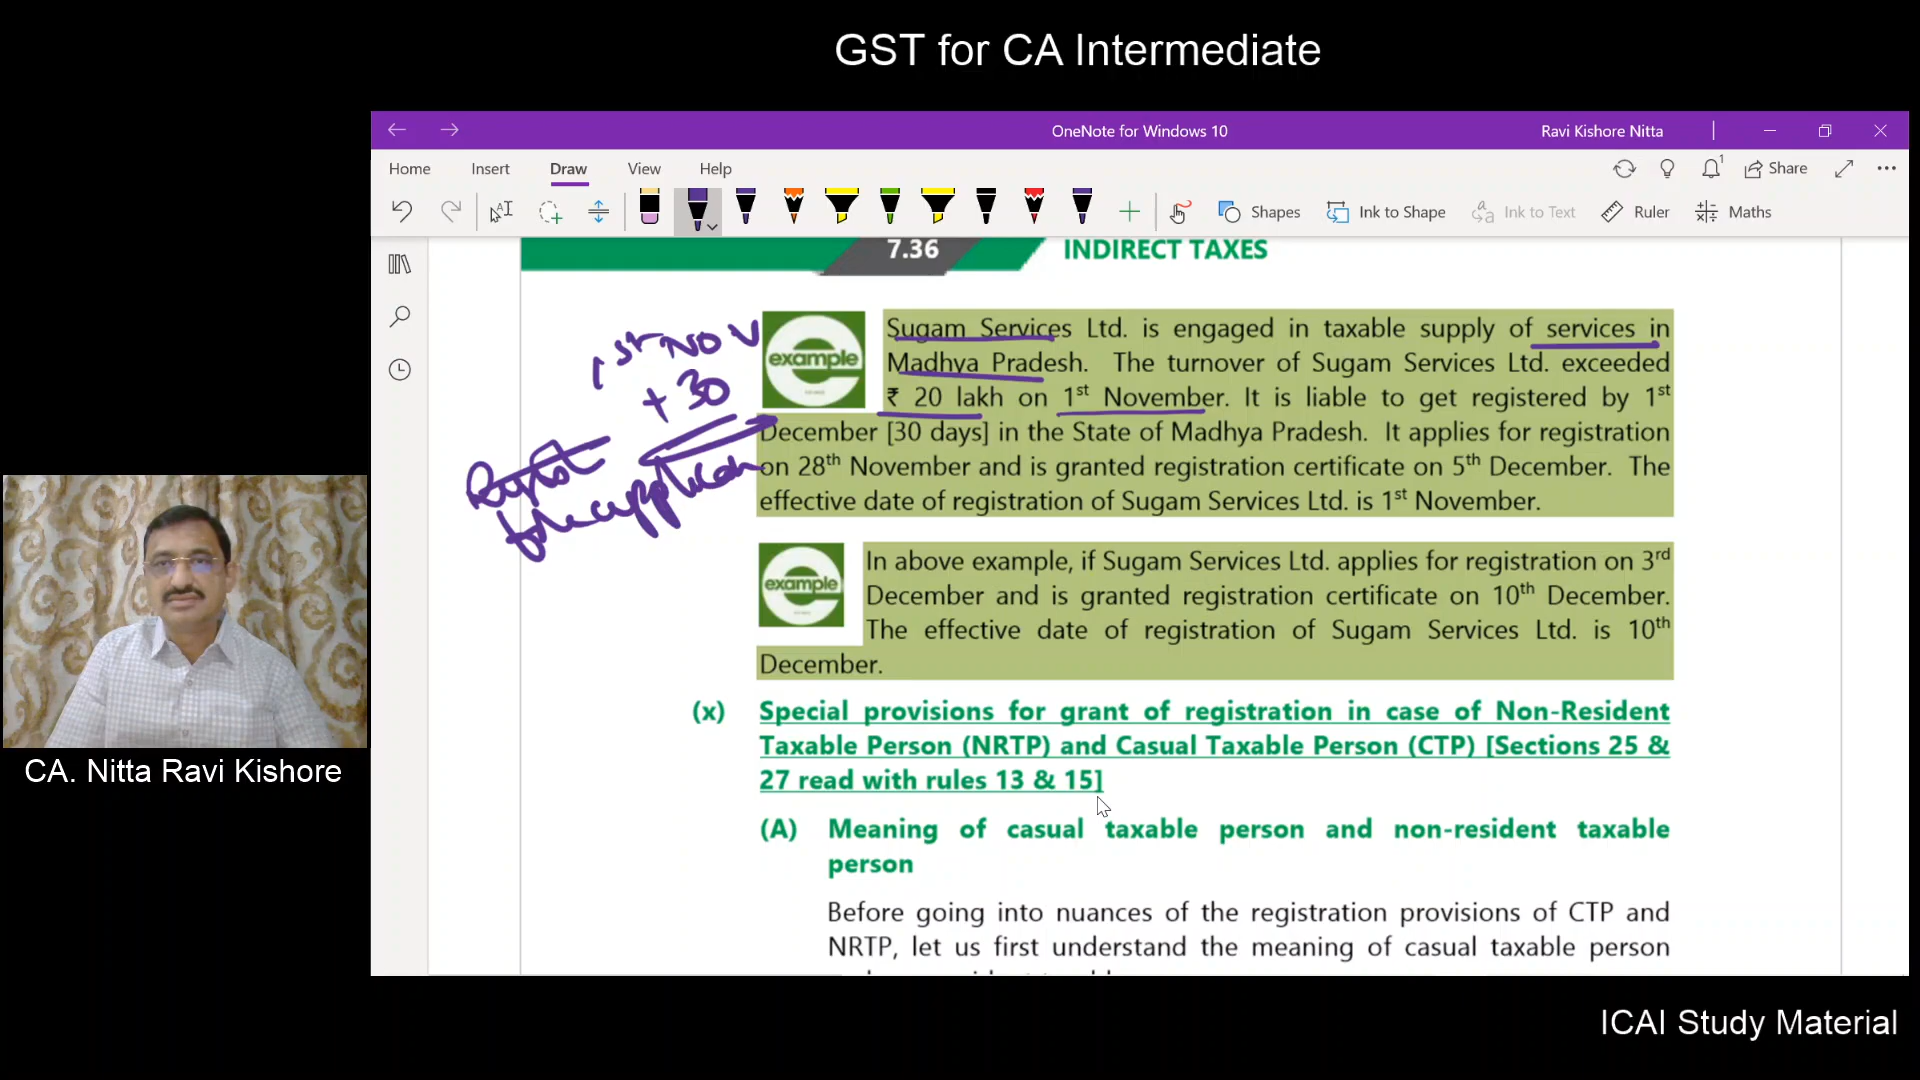 GST for CA Intermediate
OneNote for Windows 10
Ravi Kishore Nitta
Home Insert Draw View Help
1
Share
Shapes
Ink to Shape
Ink to Text
Ruler
Maths
7.36 INDIRECT TAXES
1st NOV
+ 30
for application
example
Sugam Services Ltd. is engaged in taxable supply of services in
Madhya Pradesh. The turnover of Sugam Services Ltd. exceeded
₹ 20 lakh on 1st November. It is liable to get registered by 1st
December [30 days] in the State of Madhya Pradesh. It applies for registration
on 28th November and is granted registration certificate on 5th December. The
effective date of registration of Sugam Services Ltd. is 1st November.
example
In above example, if Sugam Services Ltd. applies for registration on 3rd
December and is granted registration certificate on 10th December.
The effective date of registration of Sugam Services Ltd. is 10th
December.
(x) Special provisions for grant of registration in case of Non-Resident
Taxable Person (NRTP) and Casual Taxable Person (CTP) [Sections 25 &
27 read with rules 13 & 15]
(A) Meaning of casual taxable person and non-resident taxable
person
Before going into nuances of the registration provisions of CTP and
NRTP, let us first understand the meaning of casual taxable person
CA. Nitta Ravi Kishore
ICAI Study Material